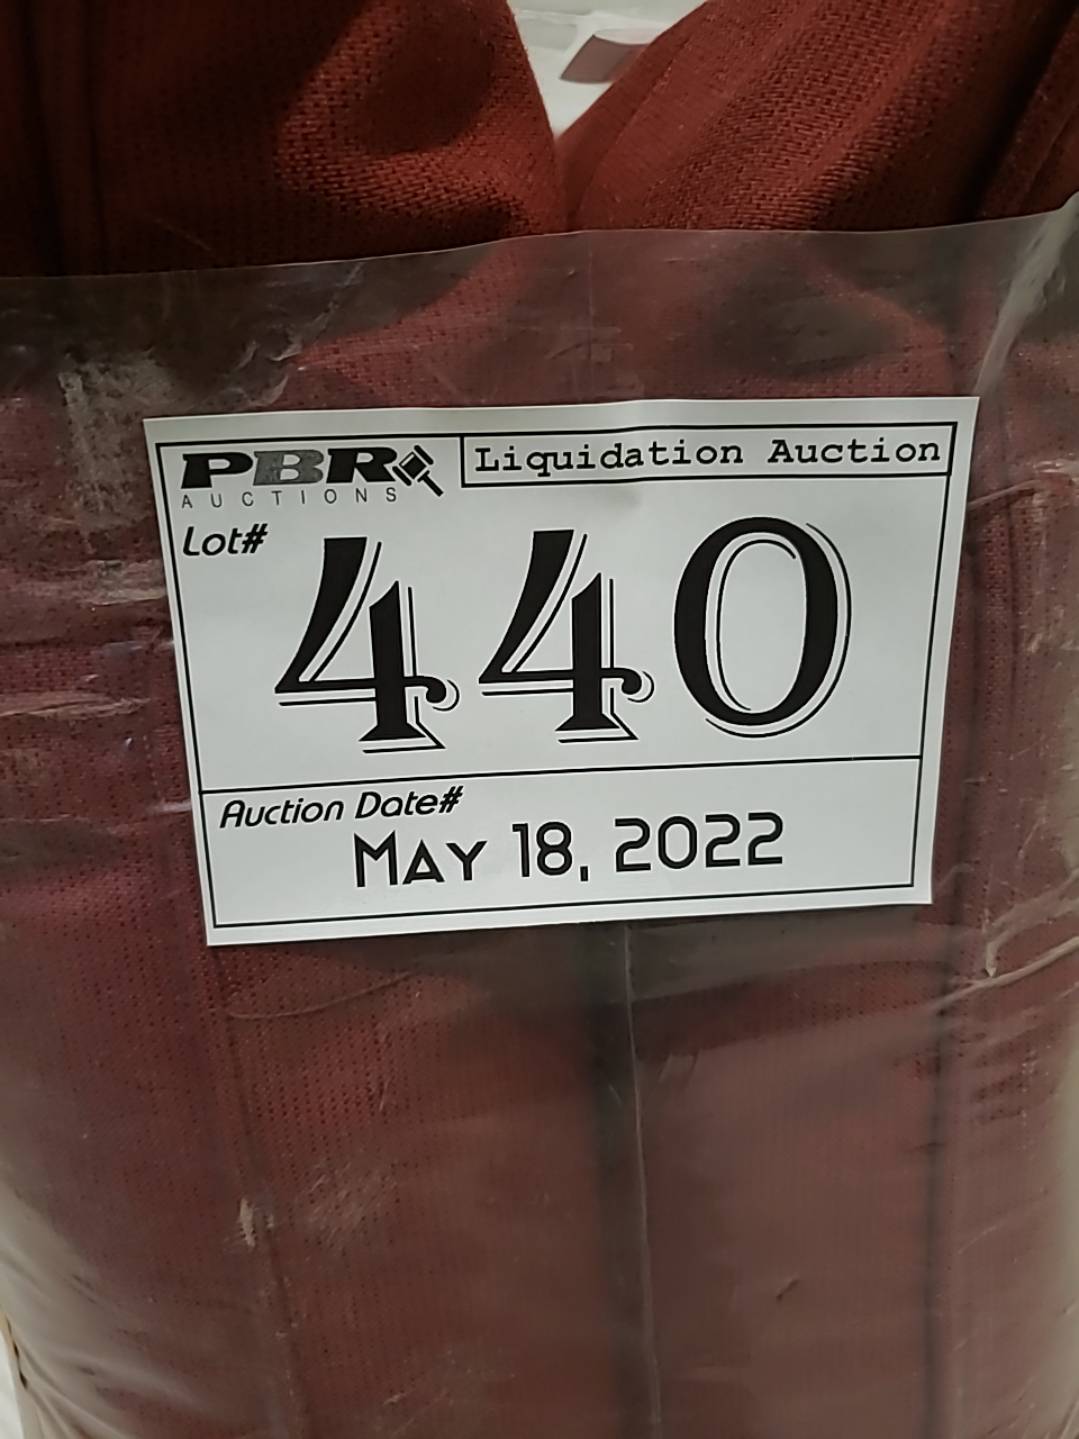 PBR
AUCTIONS
Liquidation Auction
Lot#
440
Auction Date#
May 18, 2022